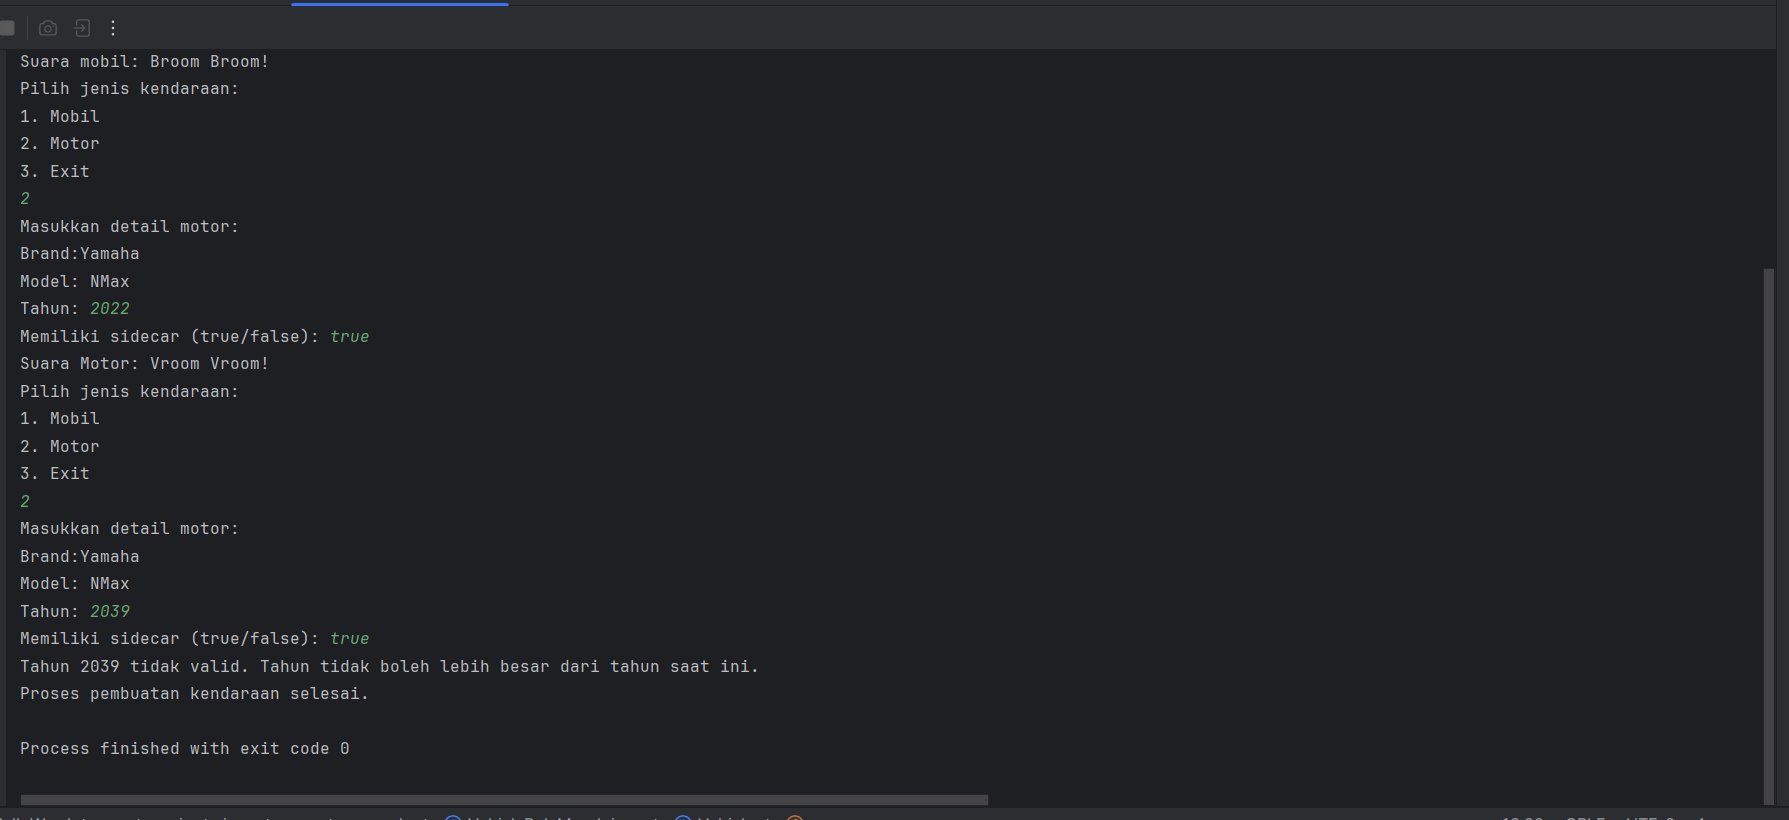 Suara mobil: Broom Broom!
Pilih jenis kendaraan:
1. Mobil
2. Motor
3. Exit
2
Masukkan detail motor:
Brand:Yamaha
Model: NMax
Tahun: 2022
Memiliki sidecar (true/false): true
Suara Motor: Vroom Vroom!
Pilih jenis kendaraan:
1. Mobil
2. Motor
3. Exit
2
Masukkan detail motor:
Brand:Yamaha
Model: NMax
Tahun: 2039
Memiliki sidecar (true/false): true
Tahun 2039 tidak valid. Tahun tidak boleh lebih besar dari tahun saat ini.
Proses pembuatan kendaraan selesai.
Process finished with exit code 0